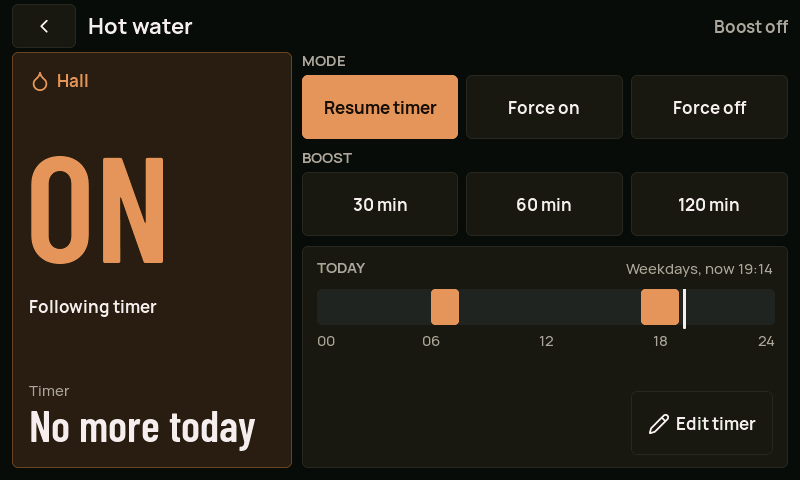 Hot water
Boost off
Hall
ON
Following timer
Timer
No more today
MODE
Resume timer
Force on
Force off
BOOST
30 min
60 min
120 min
TODAY
Weekdays, now 19:14
00 06 12 18 24
Edit timer